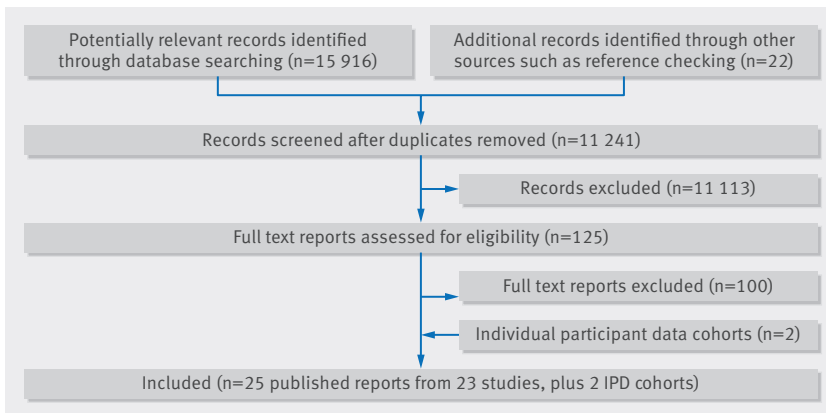 Potentially relevant records identified
through database searching (n=15 916)
Additional records identified through other
sources such as reference checking (n=22)
Records screened after duplicates removed (n=11 241)
Records excluded (n=11 113)
Full text reports assessed for eligibility (n=125)
Full text reports excluded (n=100)
Individual participant data cohorts (n=2)
Included (n=25 published reports from 23 studies, plus 2 IPD cohorts)